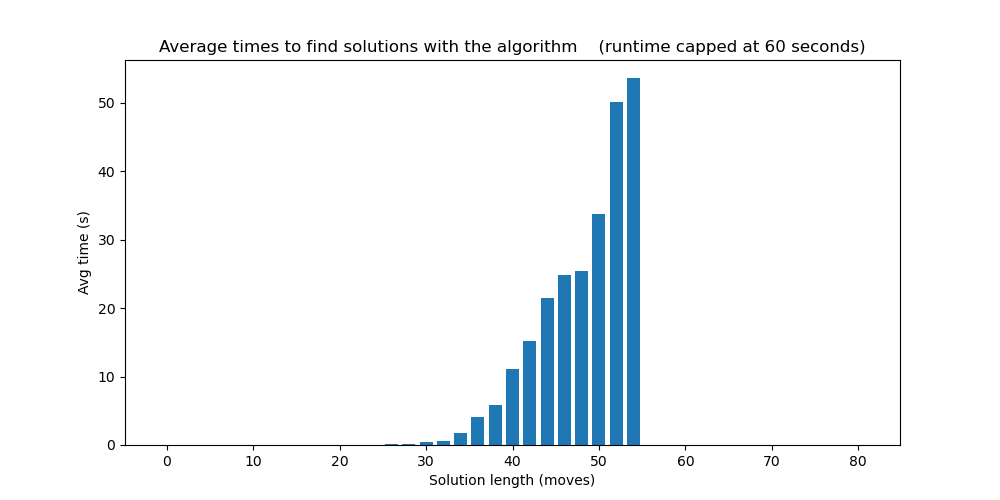 Average times to find solutions with the algorithm    (runtime capped at 60 seconds)
50
40
30
20
10
0
Avg time (s)
0 10 20 30 40 50 60 70 80
Solution length (moves)